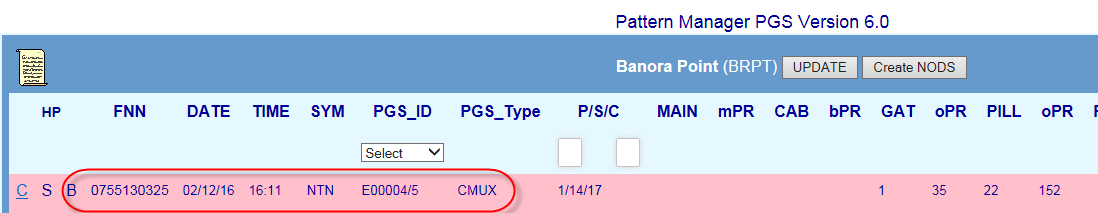 Pattern Manager PGS Version 6.0
Banora Point (BRPT) UPDATE Create NODS
HP FNN DATE TIME SYM PGS_ID PGS_Type P/S/C MAIN mPR CAB bPR GAT oPR PILL oPR
Select
C S B 0755130325 02/12/16 16:11 NTN E00004/5 CMUX 1/14/17 1 35 22 152